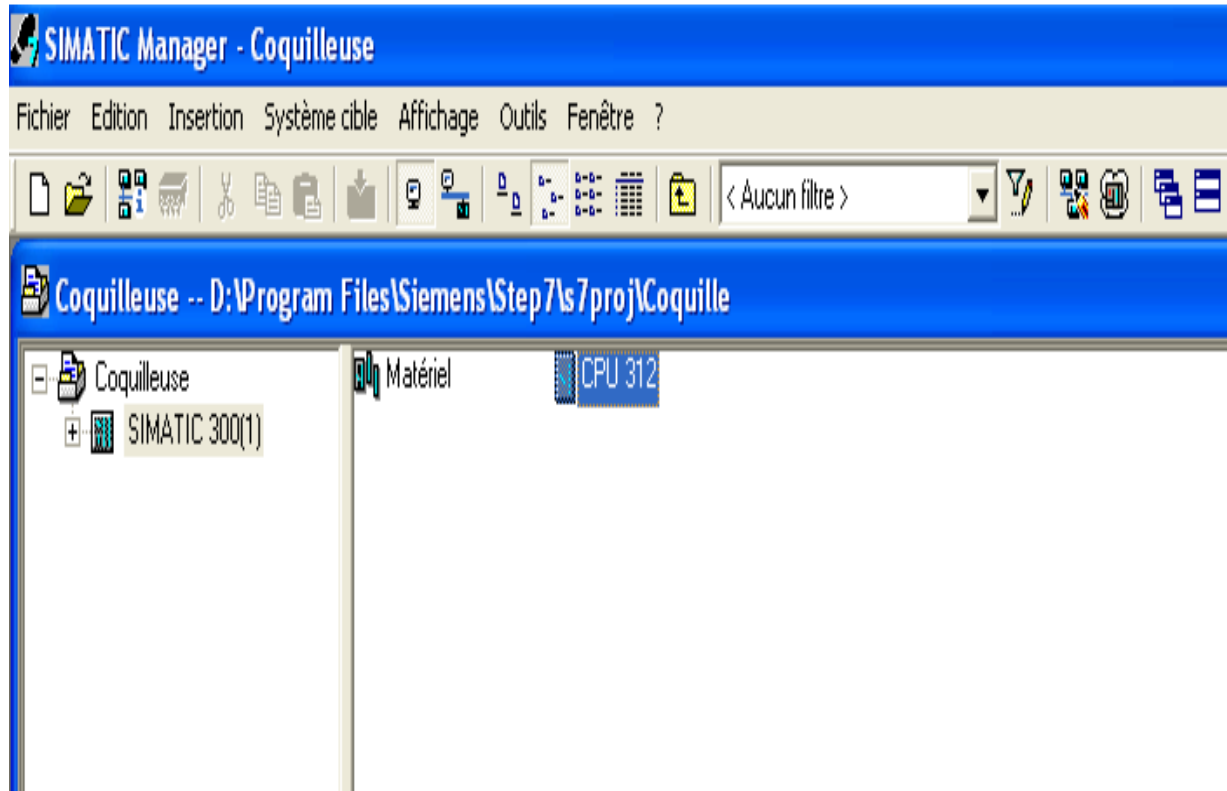 SIMATIC Manager - Coquilleuse
Fichier Edition Insertion Système cible Affichage Outils Fenêtre ?
< Aucun filtre >
Coquilleuse -- D:\Program Files\Siemens\Step7\s7proj\Coquille
Coquilleuse
SIMATIC 300(1)
Matériel
CPU 312